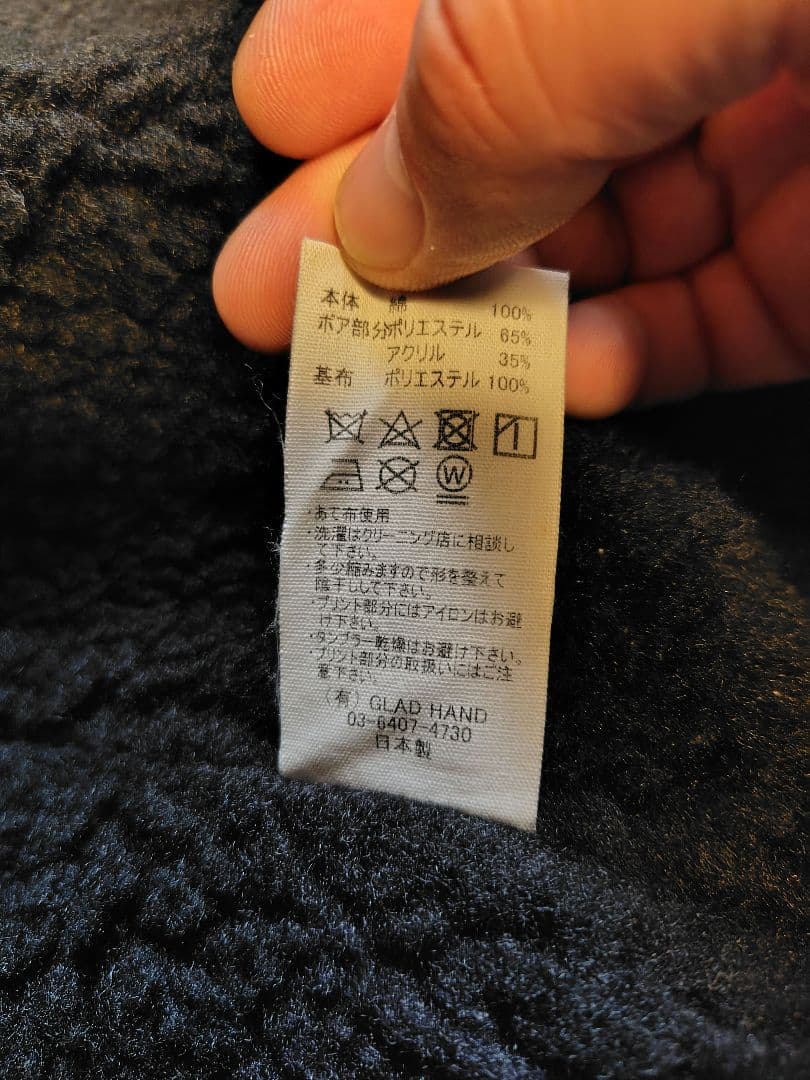 本体 綿 100%
ボア部分ポリエステル 65%
アクリル 35%
基布 ポリエステル 100%
W
・あて布使用
・洗濯はクリーニング店に相談し
て下さい。
・多少縮みますので形を整えて
陰干しして下さい。
・プリント部分にはアイロンはお避
け下さい。
・タンブラー乾燥はお避け下さい。
・プリント部分の取扱いにはご注
意下さい。
(有) GLAD HAND
03-6407-4730
日本製